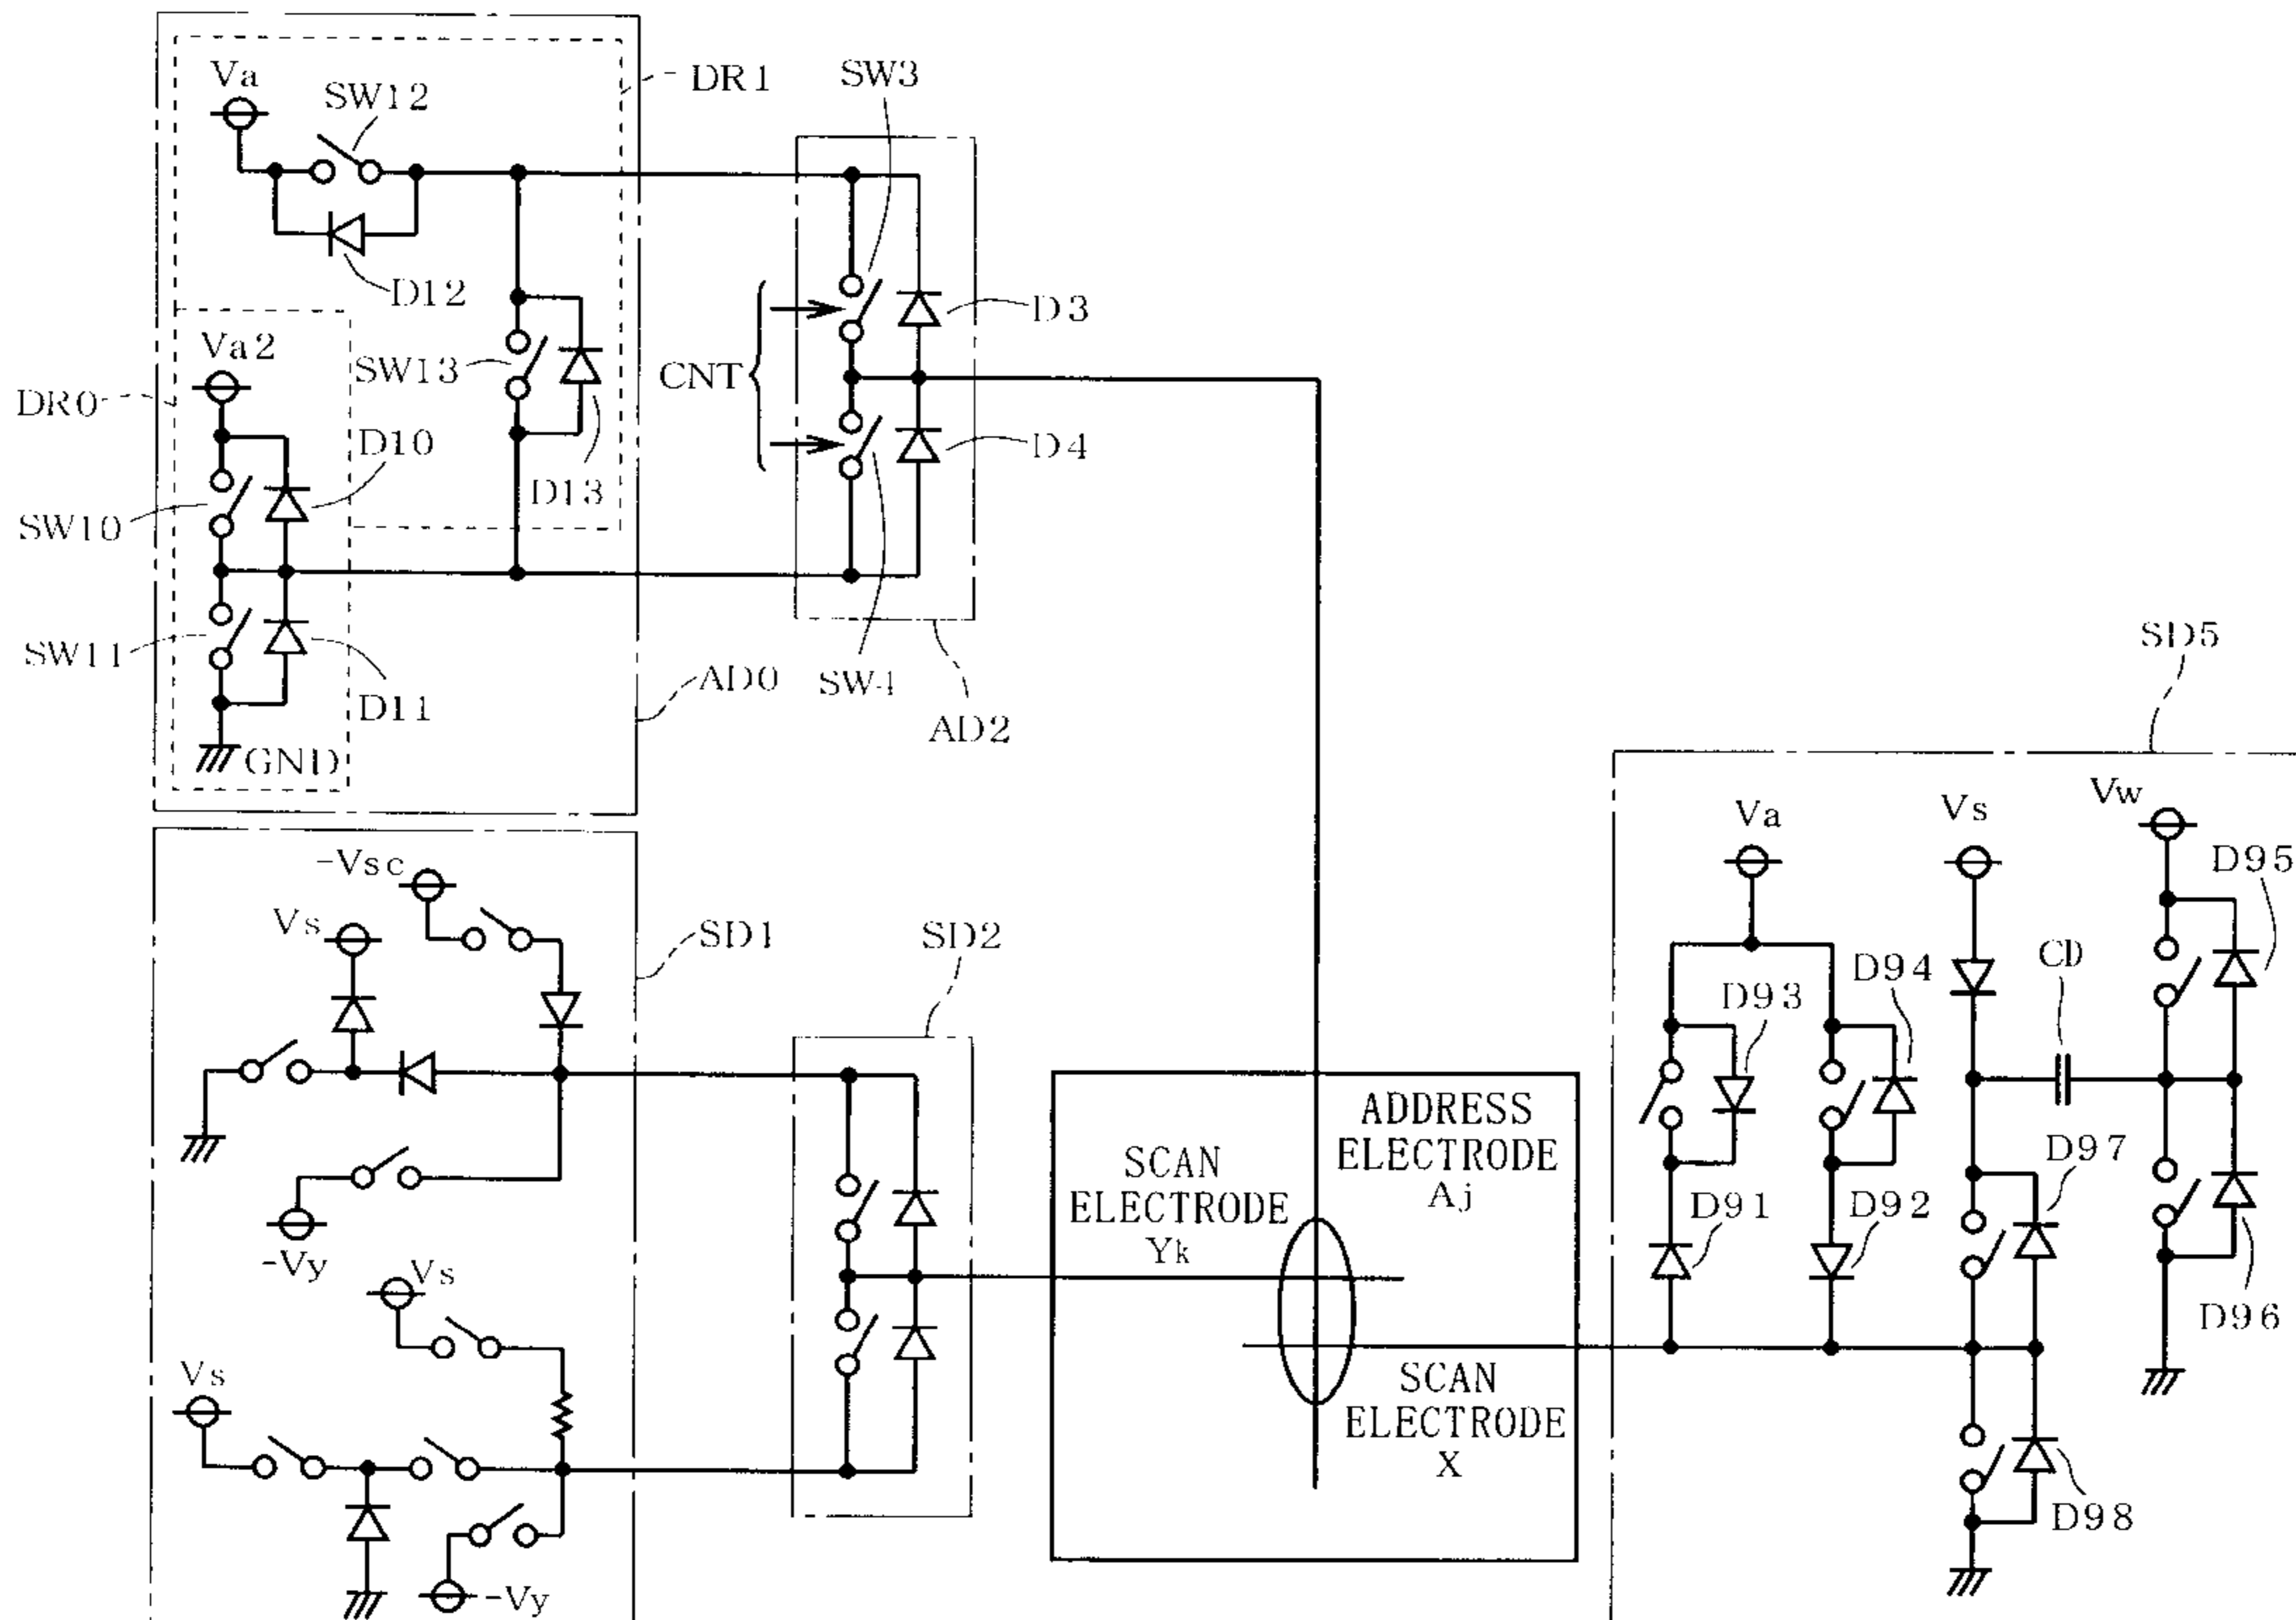 Va
SW12
DR1
SW3
D12
Va2
SW13
CNT
D3
DR0
D10
D13
D4
SW10
SW11
D11
GND
AD0
SW4
AD2
SD5
-Vsc
Vs
SD1
SD2
-Vy
Vs
Vs
-Vy
SCAN
ELECTRODE
Yk
ADDRESS
ELECTRODE
Aj
SCAN
ELECTRODE
X
Va
Vs
Vw
D95
D93
D94
CD
D97
D91
D92
D96
D98